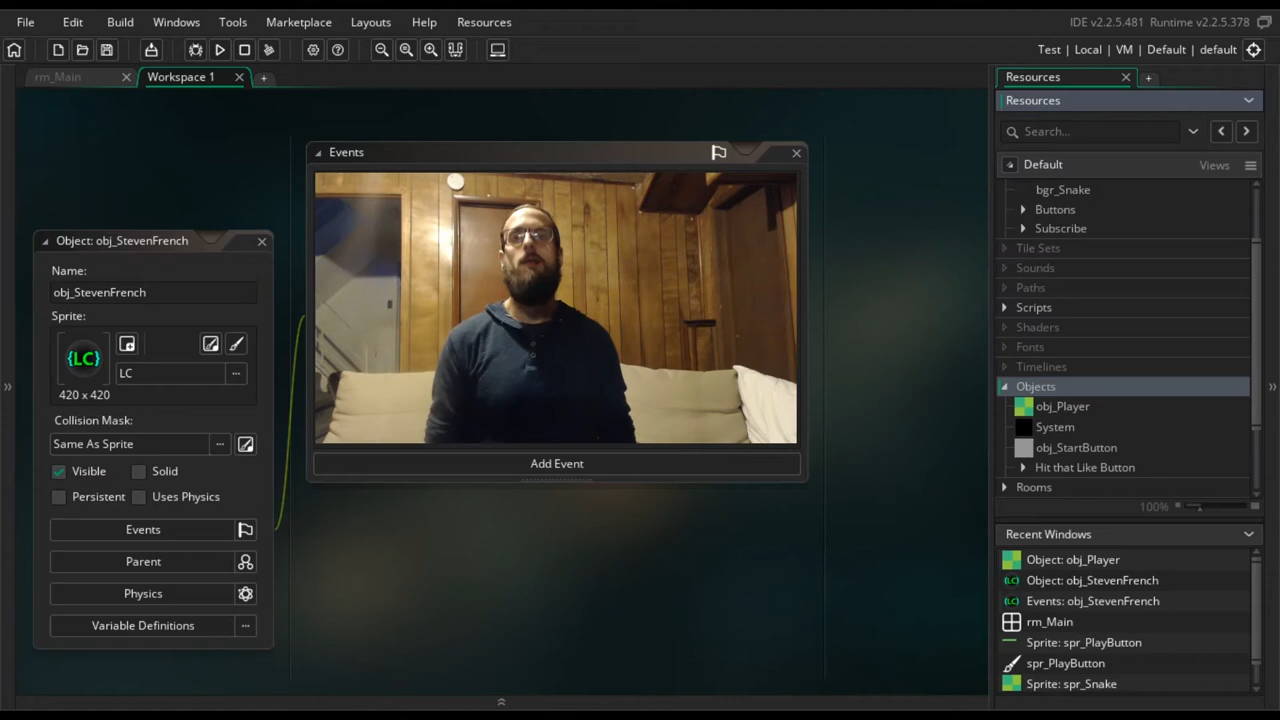 File Edit Build Windows Tools Marketplace Layouts Help Resources
IDE v2.2.5.481 Runtime v2.2.5.378
Test | Local | VM | Default | default
rm_Main
Workspace 1
Resources
Resources
Search...
Default
Views
bgr_Snake
Buttons
Subscribe
Tile Sets
Sounds
Paths
Scripts
Shaders
Fonts
Timelines
Objects
obj_Player
System
obj_StartButton
Hit that Like Button
Rooms
100%
Recent Windows
Object: obj_Player
Object: obj_StevenFrench
Events: obj_StevenFrench
rm_Main
Sprite: spr_PlayButton
spr_PlayButton
Sprite: spr_Snake
Events
Add Event
Object: obj_StevenFrench
Name:
obj_StevenFrench
Sprite:
{LC}
LC
420 x 420
Collision Mask:
Same As Sprite
Visible
Solid
Persistent
Uses Physics
Events
Parent
Physics
Variable Definitions